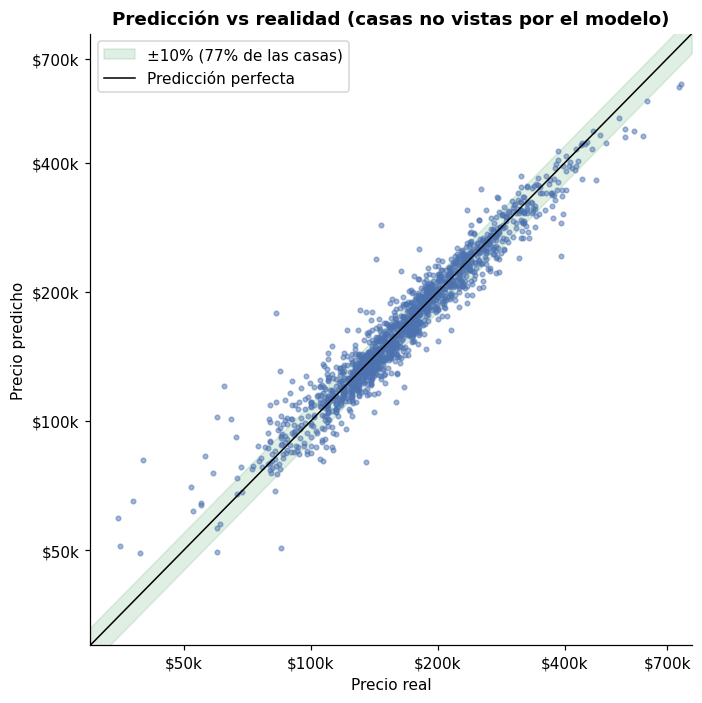 Predicción vs realidad (casas no vistas por el modelo)
±10% (77% de las casas)
Predicción perfecta
Precio predicho
$700k
$400k
$200k
$100k
$50k
$50k
$100k
$200k
$400k
$700k
Precio real